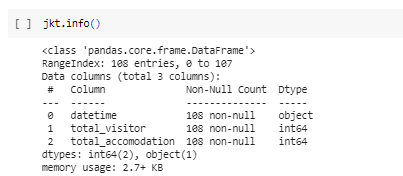 [ ] jkt.info()
<class 'pandas.core.frame.DataFrame'>
RangeIndex: 108 entries, 0 to 107
Data columns (total 3 columns):
 #   Column             Non-Null Count  Dtype
---  ------             --------------  -----
 0   datetime           108 non-null    object
 1   total_visitor      108 non-null    int64
 2   total_accomodation 108 non-null    int64
dtypes: int64(2), object(1)
memory usage: 2.7+ KB